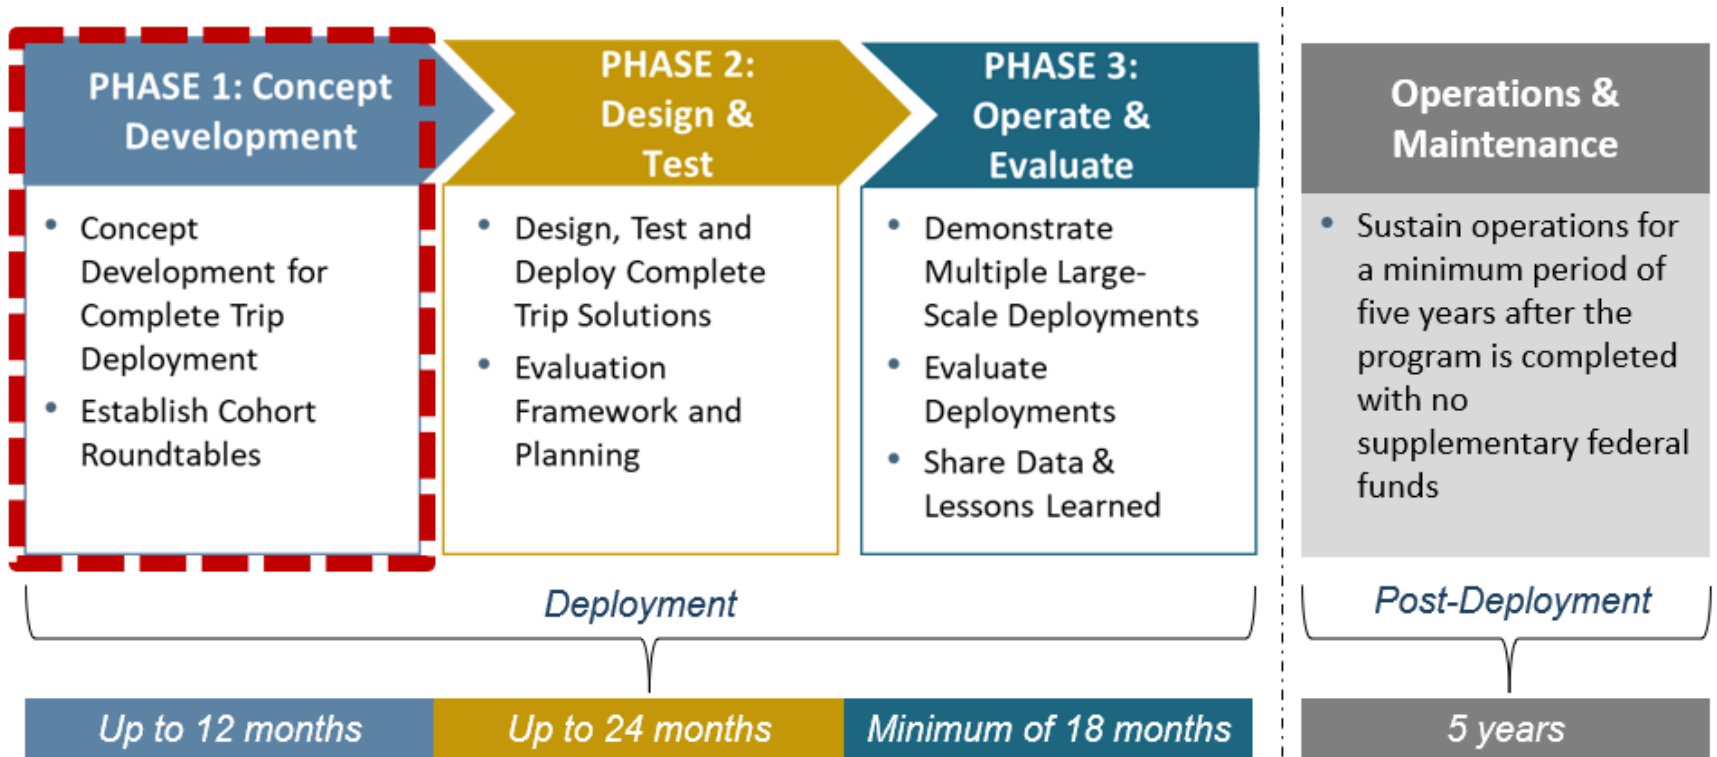 PHASE 1: Concept
Development
• Concept
Development for
Complete Trip
Deployment
• Establish Cohort
Roundtables
PHASE 2:
Design &
Test
• Design, Test and
Deploy Complete
Trip Solutions
• Evaluation
Framework and
Planning
PHASE 3:
Operate &
Evaluate
• Demonstrate
Multiple Large-
Scale Deployments
• Evaluate
Deployments
• Share Data &
Lessons Learned
Operations &
Maintenance
• Sustain operations for
a minimum period of
five years after the
program is completed
with no
supplementary federal
funds
Deployment
Post-Deployment
Up to 12 months
Up to 24 months
Minimum of 18 months
5 years